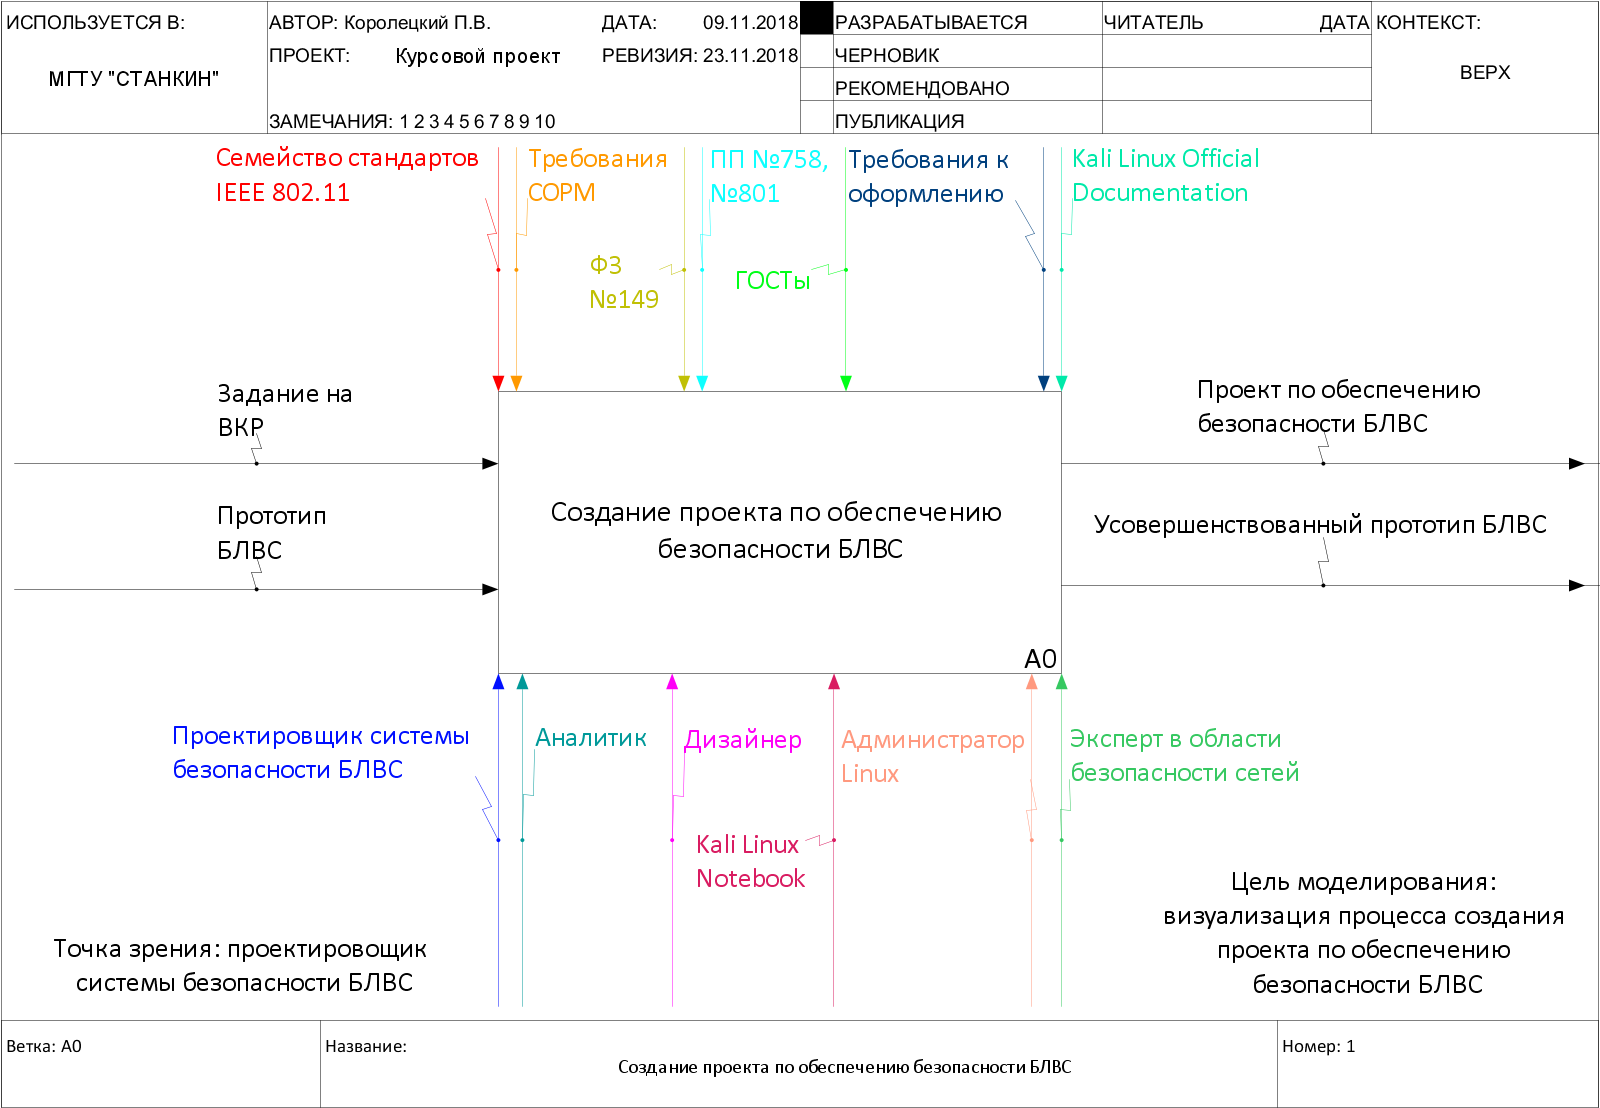 ИСПОЛЬЗУЕТСЯ В:
МГТУ "СТАНКИН"
АВТОР: Королецкий П.В.
ДАТА: 09.11.2018
ПРОЕКТ: Курсовой проект
РЕВИЗИЯ: 23.11.2018
ЗАМЕЧАНИЯ: 1 2 3 4 5 6 7 8 9 10
РАЗРАБАТЫВАЕТСЯ
ЧЕРНОВИК
РЕКОМЕНДОВАНО
ПУБЛИКАЦИЯ
ЧИТАТЕЛЬ ДАТА
КОНТЕКСТ:
ВЕРХ
Семейство стандартов
IEEE 802.11
Требования
СОРМ
ФЗ
№149
ПП №758,
№801
ГОСТы
Требования к
оформлению
Kali Linux Official
Documentation
Задание на
ВКР
Прототип
БЛВС
Создание проекта по обеспечению
безопасности БЛВС
А0
Проект по обеспечению
безопасности БЛВС
Усовершенствованный прототип БЛВС
Проектировщик системы
безопасности БЛВС
Аналитик
Дизайнер
Kali Linux
Notebook
Администратор
Linux
Эксперт в области
безопасности сетей
Точка зрения: проектировощик
системы безопасности БЛВС
Цель моделирования:
визуализация процесса создания
проекта по обеспечению
безопасности БЛВС
Ветка: А0
Название:
Создание проекта по обеспечению безопасности БЛВС
Номер: 1